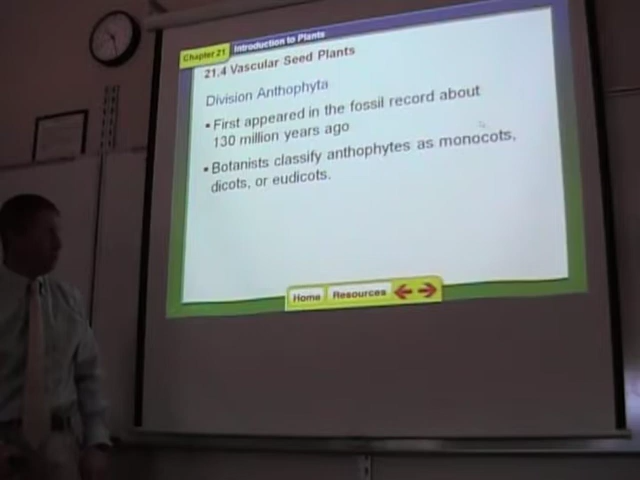 Chapter 21 Introduction to Plants
21.4 Vascular Seed Plants
Division Anthophyta
▪ First appeared in the fossil record about
130 million years ago
▪ Botanists classify anthophytes as monocots,
dicots, or eudicots.
Home Resources